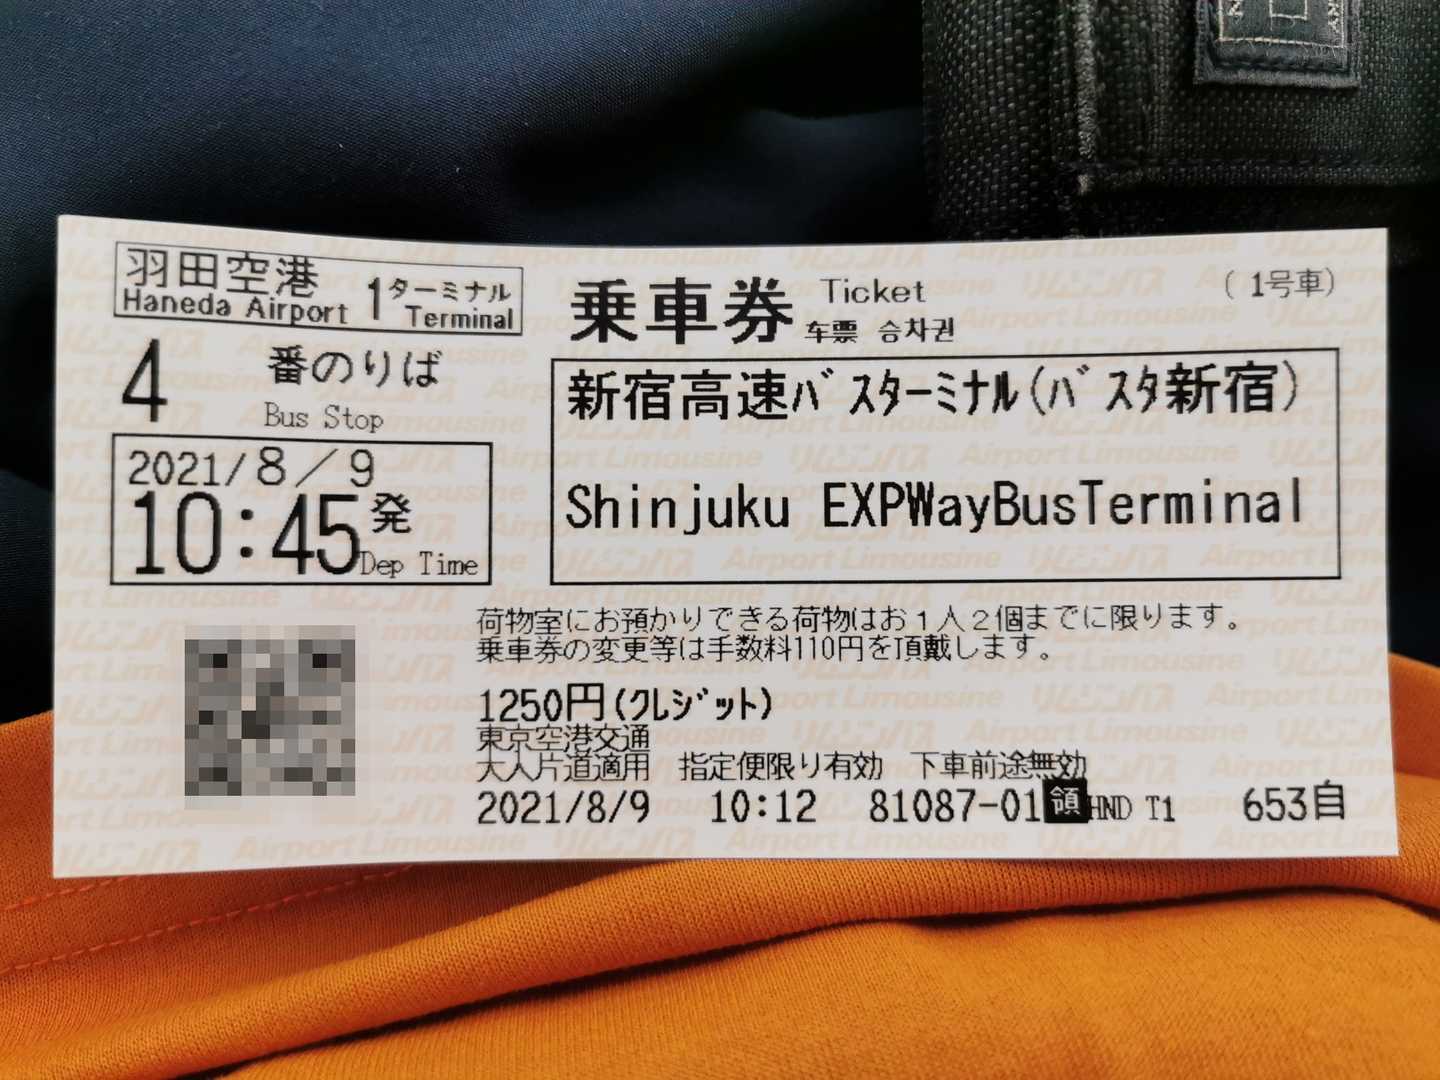 羽田空港
Haneda Airport
1ターミナル
Terminal
4 番のりば
Bus Stop
2021/8/9
10:45発
Dep Time
乗車券 Ticket
车票 승차권
(1号車)
新宿高速バスターミナル(バスタ新宿)
Shinjuku EXPWayBusTerminal
荷物室にお預かりできる荷物はお1人2個までに限ります。
乗車券の変更等は手数料110円を頂戴します。
1250円(クレジット)
東京空港交通
大人片道適用 指定便限り有効 下車前途無効
2021/8/9 10:12 81087-01 領 HND T1 653自
Airport Limousine
リムジンバス